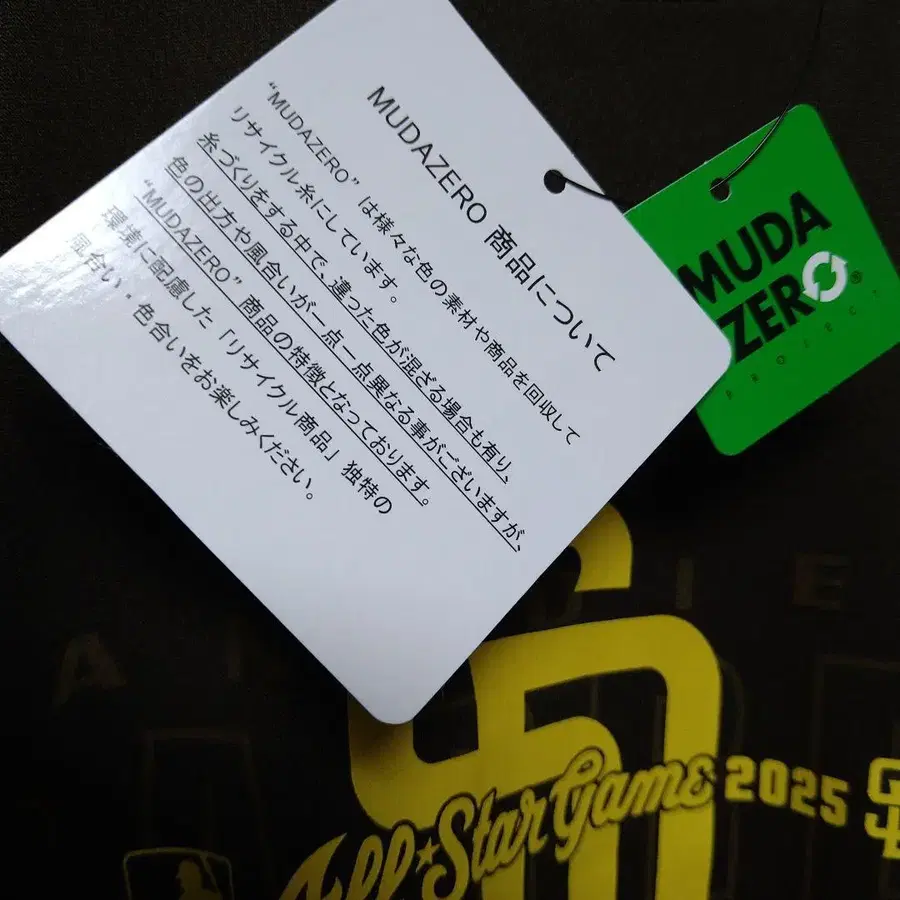 MUDAZERO 商品について
“MUDAZERO” は様々な色の素材や商品を回収して
リサイクル糸にしています。
糸づくりをする中で、違った色が混ざる場合も有り、
色の出方や風合いが一点一点異なる事がございますが、
“MUDAZERO” 商品の特徴となっております。
環境に配慮した「リサイクル商品」独特の
風合い・色合いをお楽しみください。
MUDA
ZERO
®
PROJECT
SD
All★Star Game 2025
SD